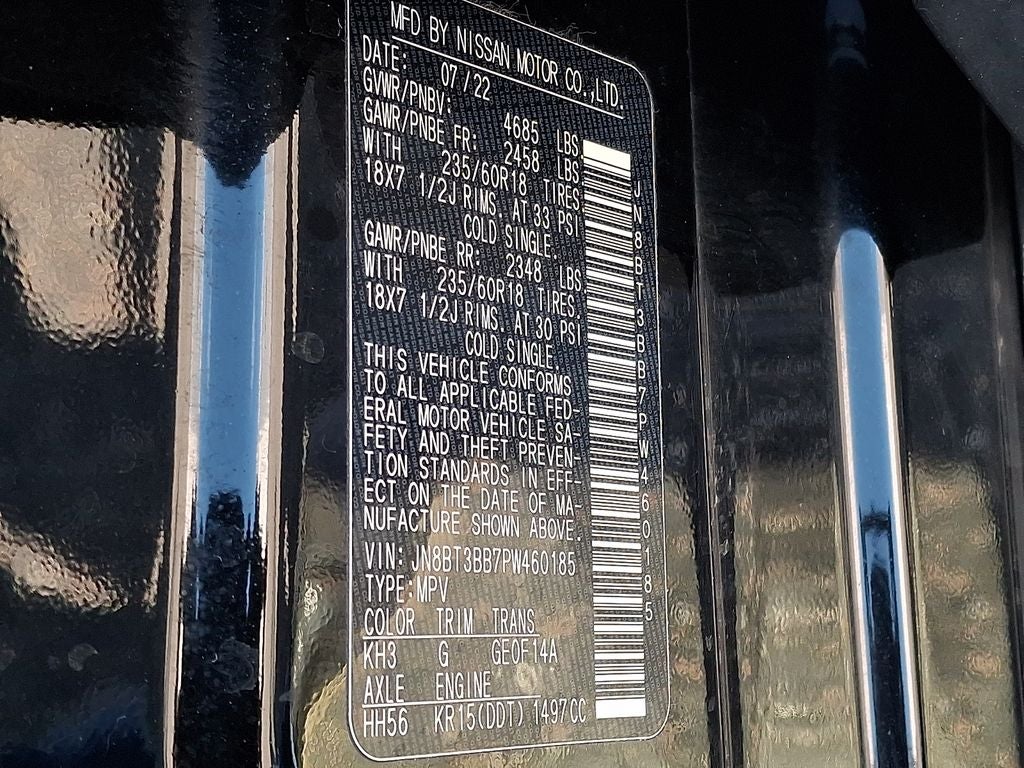 MFD BY NISSAN MOTOR CO.,LTD.
DATE: 07/22
GVWR/PNBV: 4685 LBS
GAWR/PNBE FR: 2458 LBS
WITH 235/60R18 TIRES
18X7 1/2J RIMS. AT 33 PSI
COLD SINGLE
GAWR/PNBE RR: 2348 LBS
WITH 235/60R18 TIRES
18X7 1/2J RIMS. AT 30 PSI
COLD SINGLE
THIS VEHICLE CONFORMS
TO ALL APPLICABLE FED-
ERAL MOTOR VEHICLE SA-
FETY AND THEFT PREVEN-
TION STANDARDS IN EFF-
ECT ON THE DATE OF MA-
NUFACTURE SHOWN ABOVE.
VIN: JN8BT3BB7PW460185
TYPE:MPV
COLOR TRIM TRANS
KH3 G GEOF14A
AXLE ENGINE
HH56 KR15(DDT) 1497CC
JN8BT3BB7PW460185